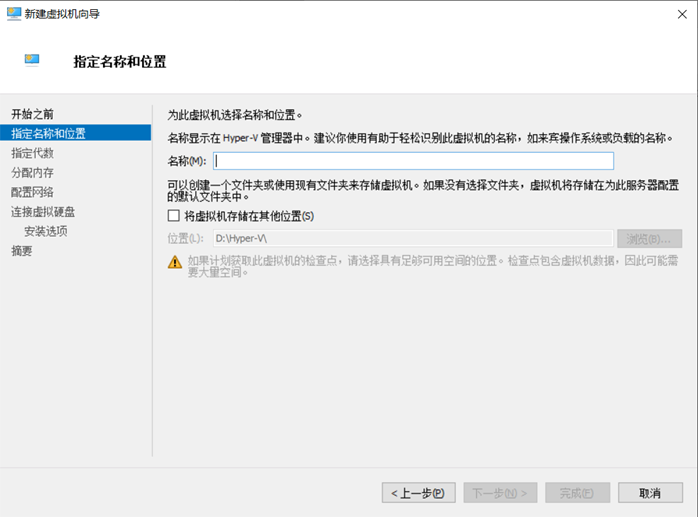 新建虚拟机向导
指定名称和位置
开始之前
指定名称和位置
指定代数
分配内存
配置网络
连接虚拟硬盘
安装选项
摘要
为此虚拟机选择名称和位置。
名称显示在 Hyper-V 管理器中。建议你使用有助于轻松识别此虚拟机的名称，如来宾操作系统或负载的名称。
名称(M):
可以创建一个文件夹或使用现有文件夹来存储虚拟机。如果没有选择文件夹，虚拟机将存储在为此服务器配置
的默认文件夹中。
将虚拟机存储在其他位置(S)
位置(L): D:\Hyper-V\ 浏览(B)...
如果计划获取此虚拟机的检查点，请选择具有足够可用空间的位置。检查点包含虚拟机数据，因此可能需
要大量空间。
< 上一步(P) 下一步(N) > 完成(F) 取消